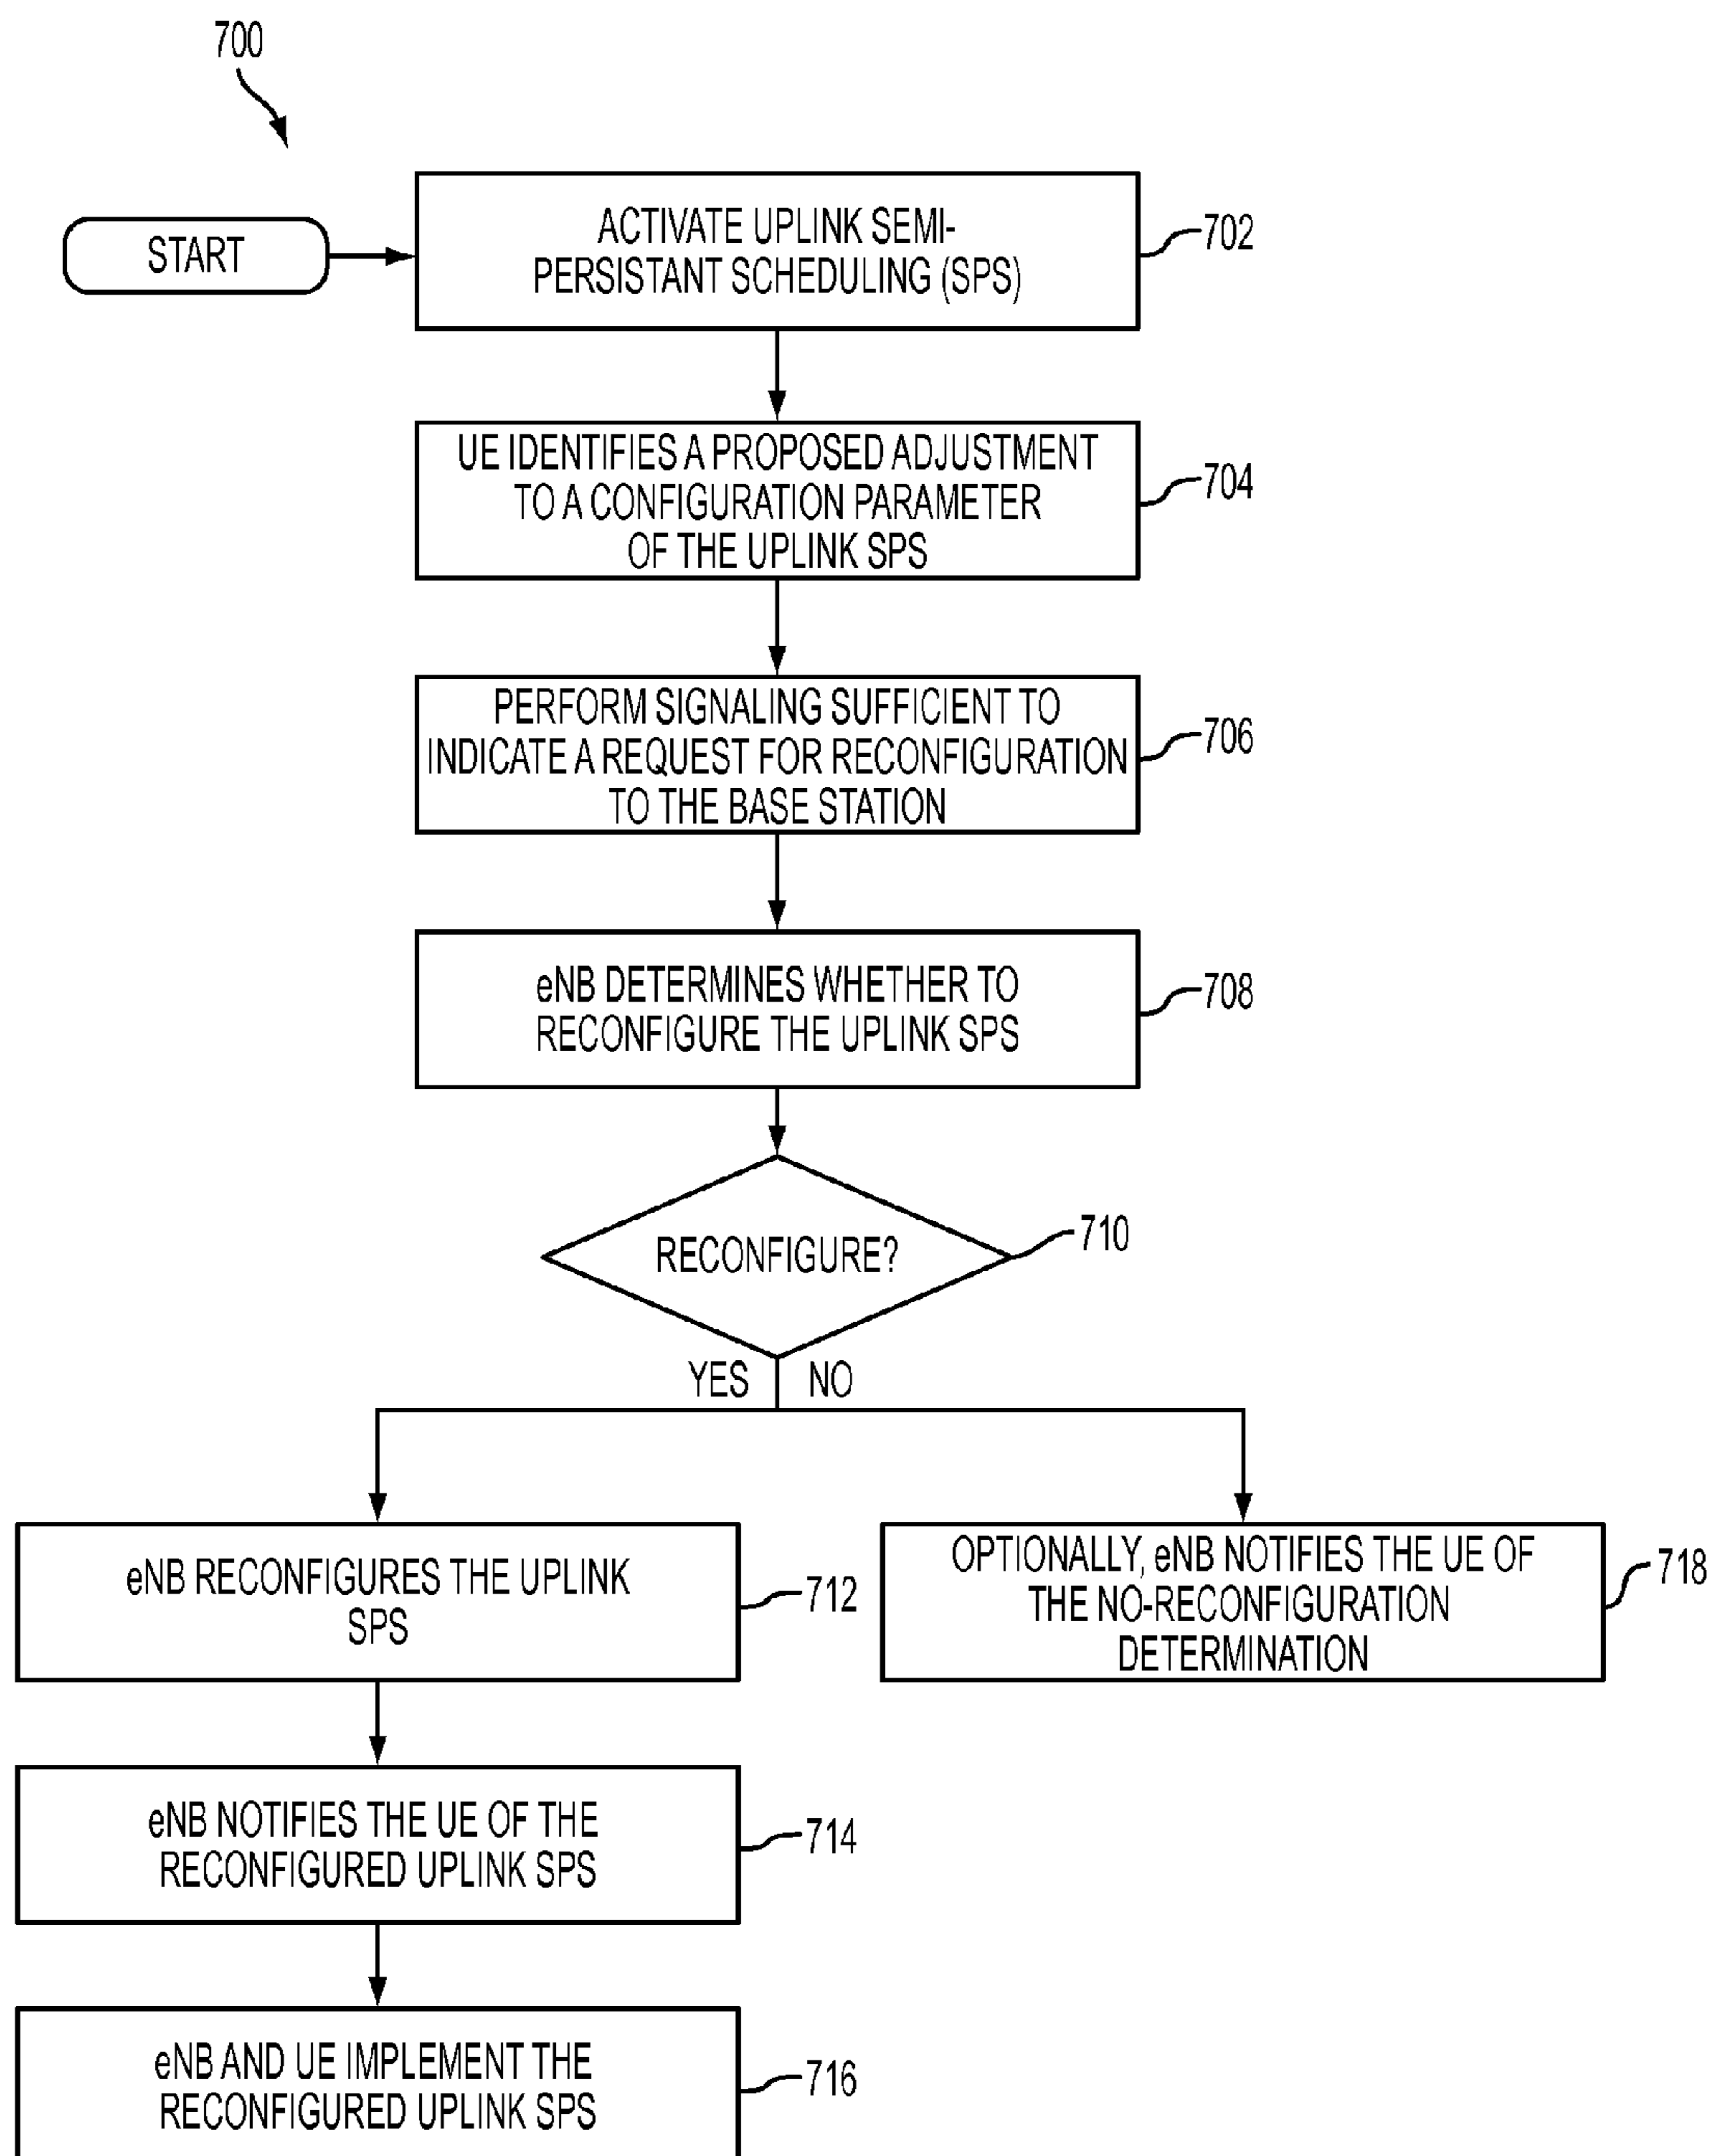 700
START
ACTIVATE UPLINK SEMI-
PERSISTANT SCHEDULING (SPS)
702
UE IDENTIFIES A PROPOSED ADJUSTMENT
TO A CONFIGURATION PARAMETER
OF THE UPLINK SPS
704
PERFORM SIGNALING SUFFICIENT TO
INDICATE A REQUEST FOR RECONFIGURATION
TO THE BASE STATION
706
eNB DETERMINES WHETHER TO
RECONFIGURE THE UPLINK SPS
708
RECONFIGURE?
710
YES
NO
eNB RECONFIGURES THE UPLINK
SPS
712
OPTIONALLY, eNB NOTIFIES THE UE OF
THE NO-RECONFIGURATION
DETERMINATION
718
eNB NOTIFIES THE UE OF THE
RECONFIGURED UPLINK SPS
714
eNB AND UE IMPLEMENT THE
RECONFIGURED UPLINK SPS
716